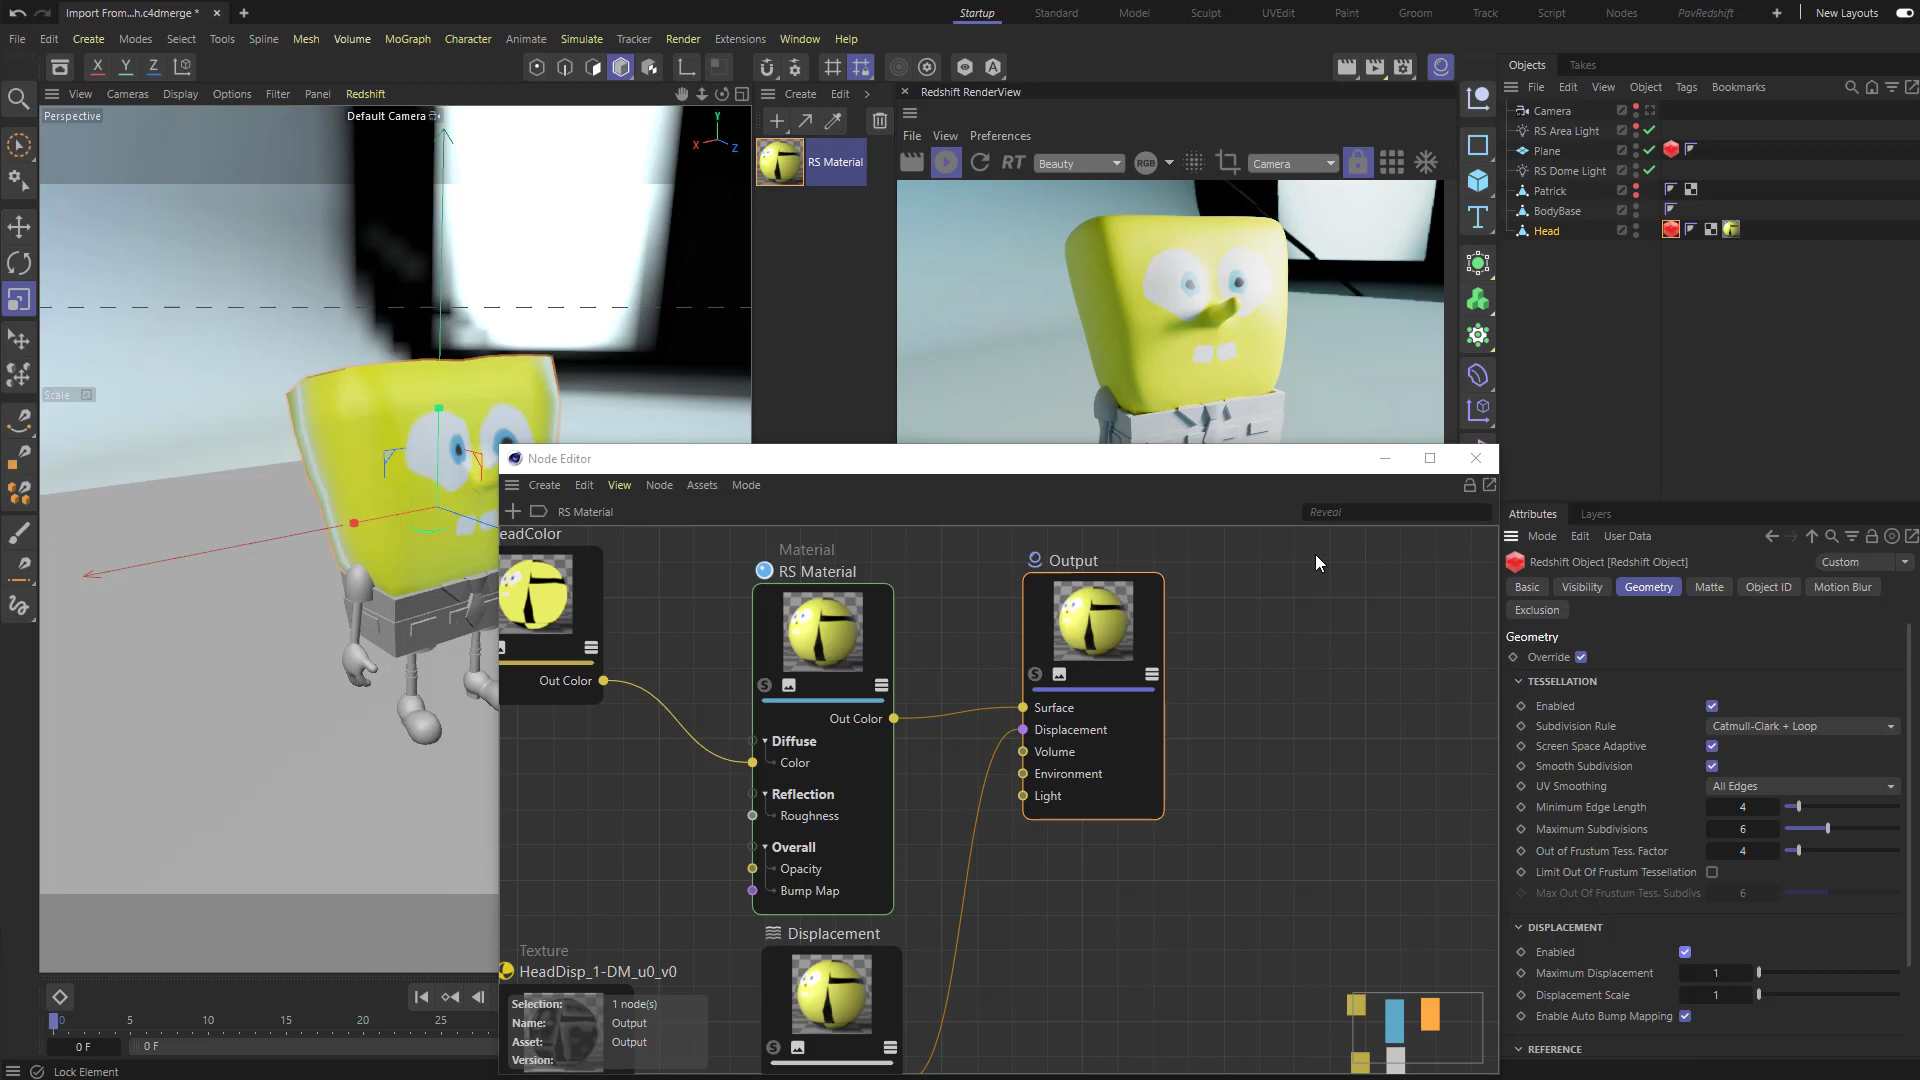 Import From...h.c4dmerge *
Startup
Standard
Model
Sculpt
UVEdit
Paint
Groom
Track
Script
Nodes
PavRedshift
New Layouts
File Edit Create Modes Select Tools Spline Mesh Volume MoGraph Character Animate Simulate Tracker Render Extensions Window Help
X Y Z
View Cameras Display Options Filter Panel Redshift
Perspective
Default Camera
Y
X
Z
Scale
Create Edit
RS Material
Redshift RenderView
File View Preferences
RT
Beauty
RGB
Camera
Objects Takes
File Edit View Object Tags Bookmarks
Camera
RS Area Light
Plane
RS Dome Light
Patrick
BodyBase
Head
Node Editor
Create Edit View Node Assets Mode
RS Material
Reveal
eadColor
Out Color
Material
RS Material
S
Out Color
Diffuse
Color
Reflection
Roughness
Overall
Opacity
Bump Map
Output
S
Surface
Displacement
Volume
Environment
Light
Displacement
S
Texture
HeadDisp_1-DM_u0_v0
Selection: 1 node(s)
Name: Output
Asset: Output
Version:
0 5 10 15 20 25
0 F
0 F
Lock Element
Attributes Layers
Mode Edit User Data
Redshift Object [Redshift Object]
Custom
Basic Visibility Geometry Matte Object ID Motion Blur
Exclusion
Geometry
Override
TESSELLATION
Enabled
Subdivision Rule Catmull-Clark + Loop
Screen Space Adaptive
Smooth Subdivision
UV Smoothing All Edges
Minimum Edge Length 4
Maximum Subdivisions 6
Out of Frustum Tess. Factor 4
Limit Out Of Frustum Tessellation
Max Out Of Frustum Tess. Subdivs 6
DISPLACEMENT
Enabled
Maximum Displacement 1
Displacement Scale 1
Enable Auto Bump Mapping
REFERENCE